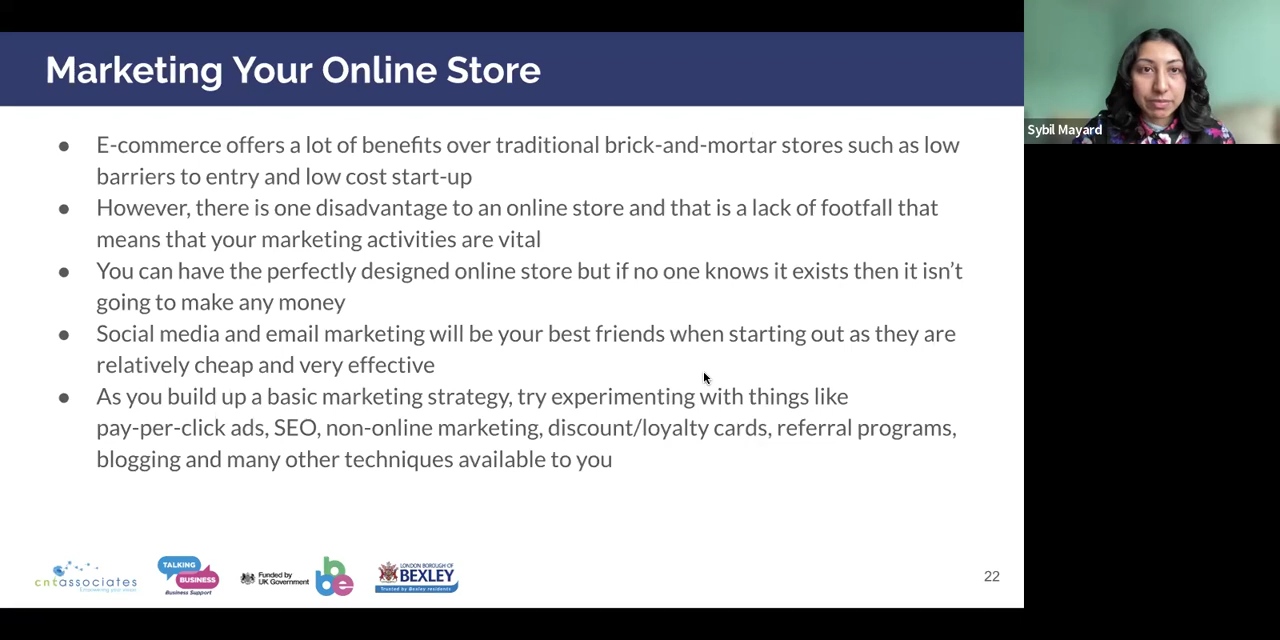 Marketing Your Online Store
Sybil Mayard
● E-commerce offers a lot of benefits over traditional brick-and-mortar stores such as low
barriers to entry and low cost start-up
● However, there is one disadvantage to an online store and that is a lack of footfall that
means that your marketing activities are vital
● You can have the perfectly designed online store but if no one knows it exists then it isn’t
going to make any money
● Social media and email marketing will be your best friends when starting out as they are
relatively cheap and very effective
● As you build up a basic marketing strategy, try experimenting with things like
pay-per-click ads, SEO, non-online marketing, discount/loyalty cards, referral programs,
blogging and many other techniques available to you
cntassociates
Empowering your vision
TALKING
BUSINESS
Business Support
Funded by
UK Government
bbe
LONDON BOROUGH OF
BEXLEY
Trusted by Bexley residents
22